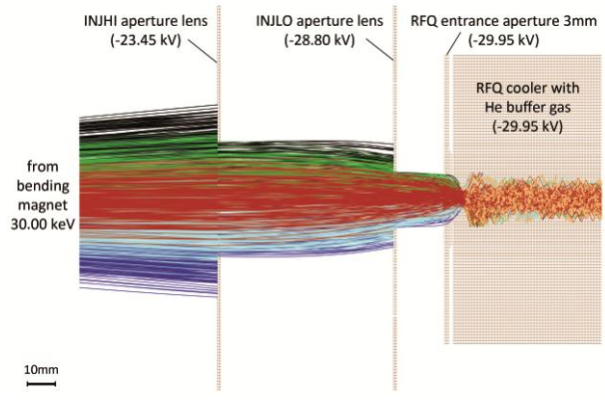 INJHI aperture lens
(-23.45 kV)
INJLO aperture lens
(-28.80 kV)
RFQ entrance aperture 3mm
(-29.95 kV)
RFQ cooler with
He buffer gas
(-29.95 kV)
from
bending
magnet
30.00 keV
10mm